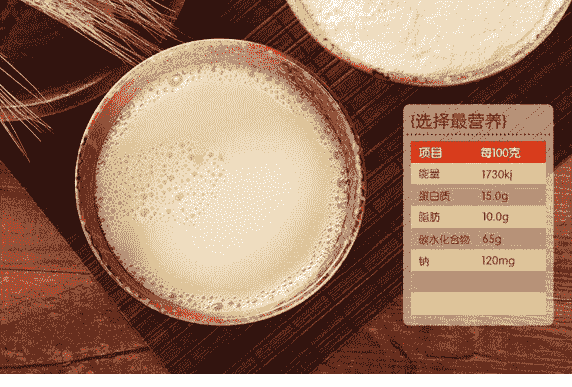 {选择最营养}
项目 每100克
能量 1730kj
蛋白质 15.0g
脂肪 10.0g
碳水化合物 65g
钠 120mg